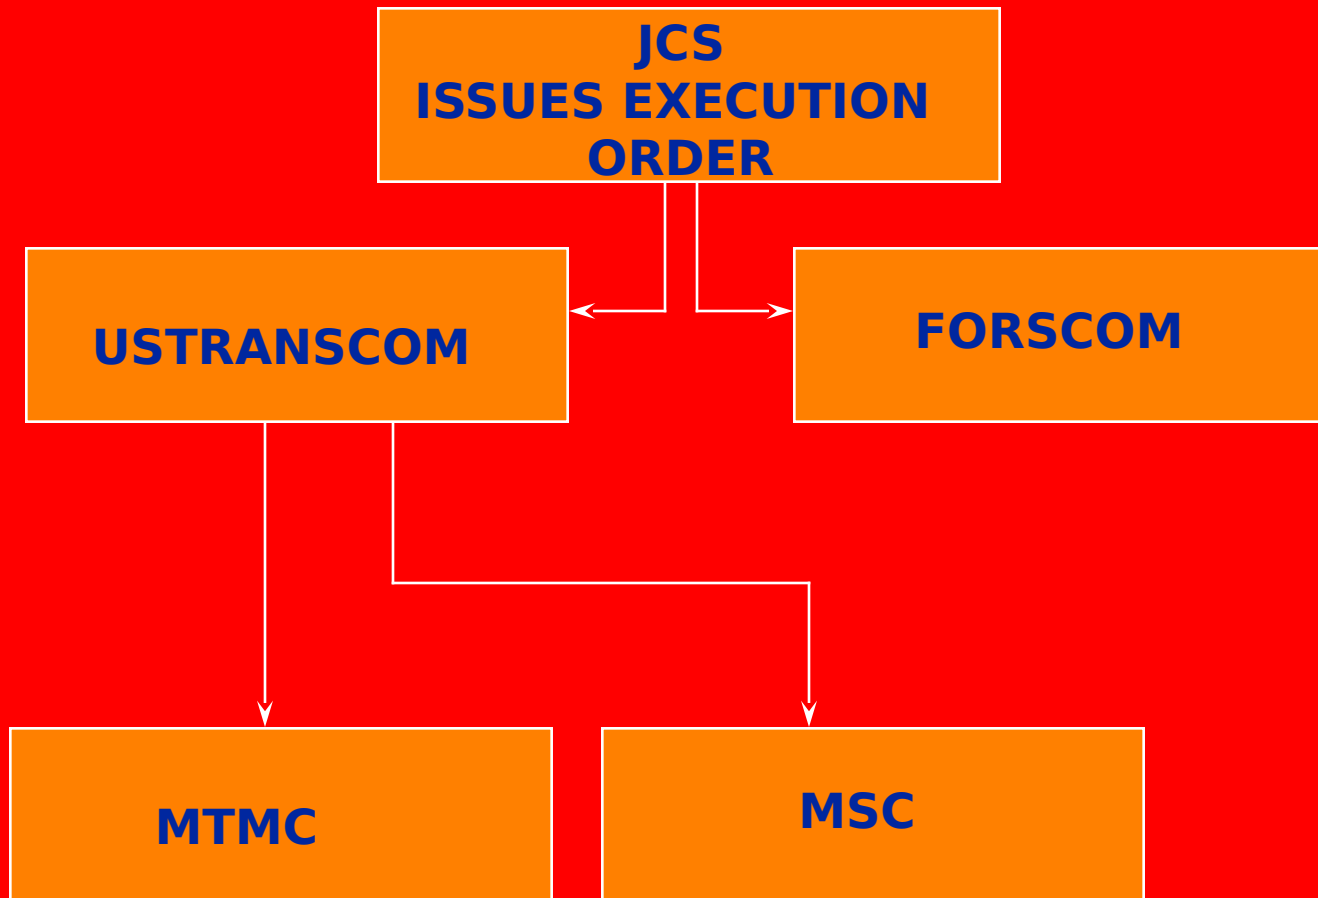 JCS
ISSUES EXECUTION
ORDER
USTRANSCOM
FORSCOM
MTMC
MSC